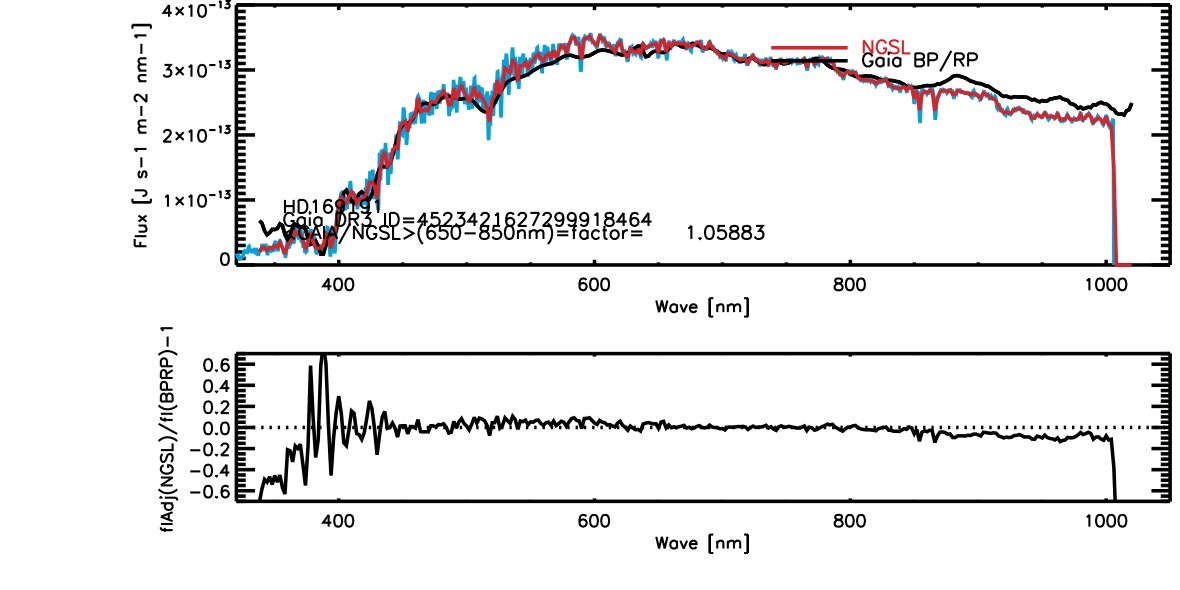 4×10−13
3×10−13
2×10−13
1×10−13
0
Flux [J s−1 m−2 nm−1]
NGSL
Gaia BP/RP
HD169191
Gaia DR3 ID=4523421627299918464
<GAIA/NGSL>(650−850nm)=factor= 1.05883
400 600 800 1000
Wave [nm]
0.6
0.4
0.2
0.0
−0.2
−0.4
−0.6
flAdj(NGSL)/fl(BPRP)−1
400 600 800 1000
Wave [nm]